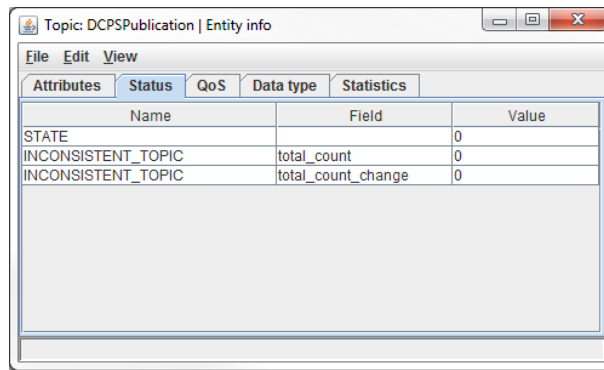 Topic: DCPSPublication | Entity info
File Edit View
Attributes Status QoS Data type Statistics
Name Field Value
STATE 0
INCONSISTENT_TOPIC total_count 0
INCONSISTENT_TOPIC total_count_change 0